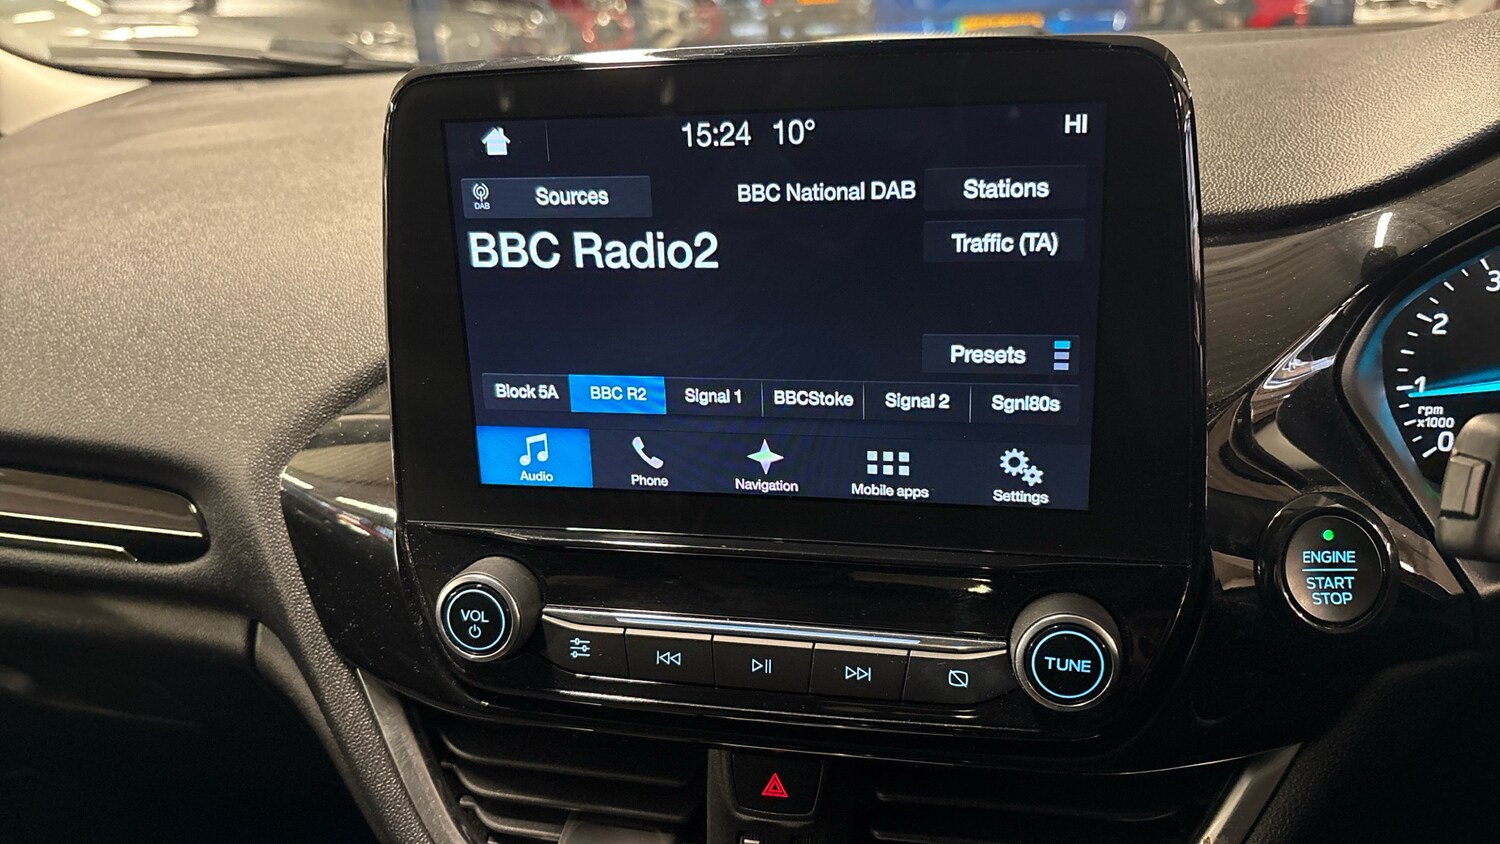 15:24 10° HI
DAB
Sources
BBC National DAB
Stations
BBC Radio2
Traffic (TA)
Presets
Block 5A
BBC R2
Signal 1
BBCStoke
Signal 2
Sgnl80s
Audio
Phone
Navigation
Mobile apps
Settings
VOL
TUNE
ENGINE
START
STOP
3
2
1
rpm
x1000
0